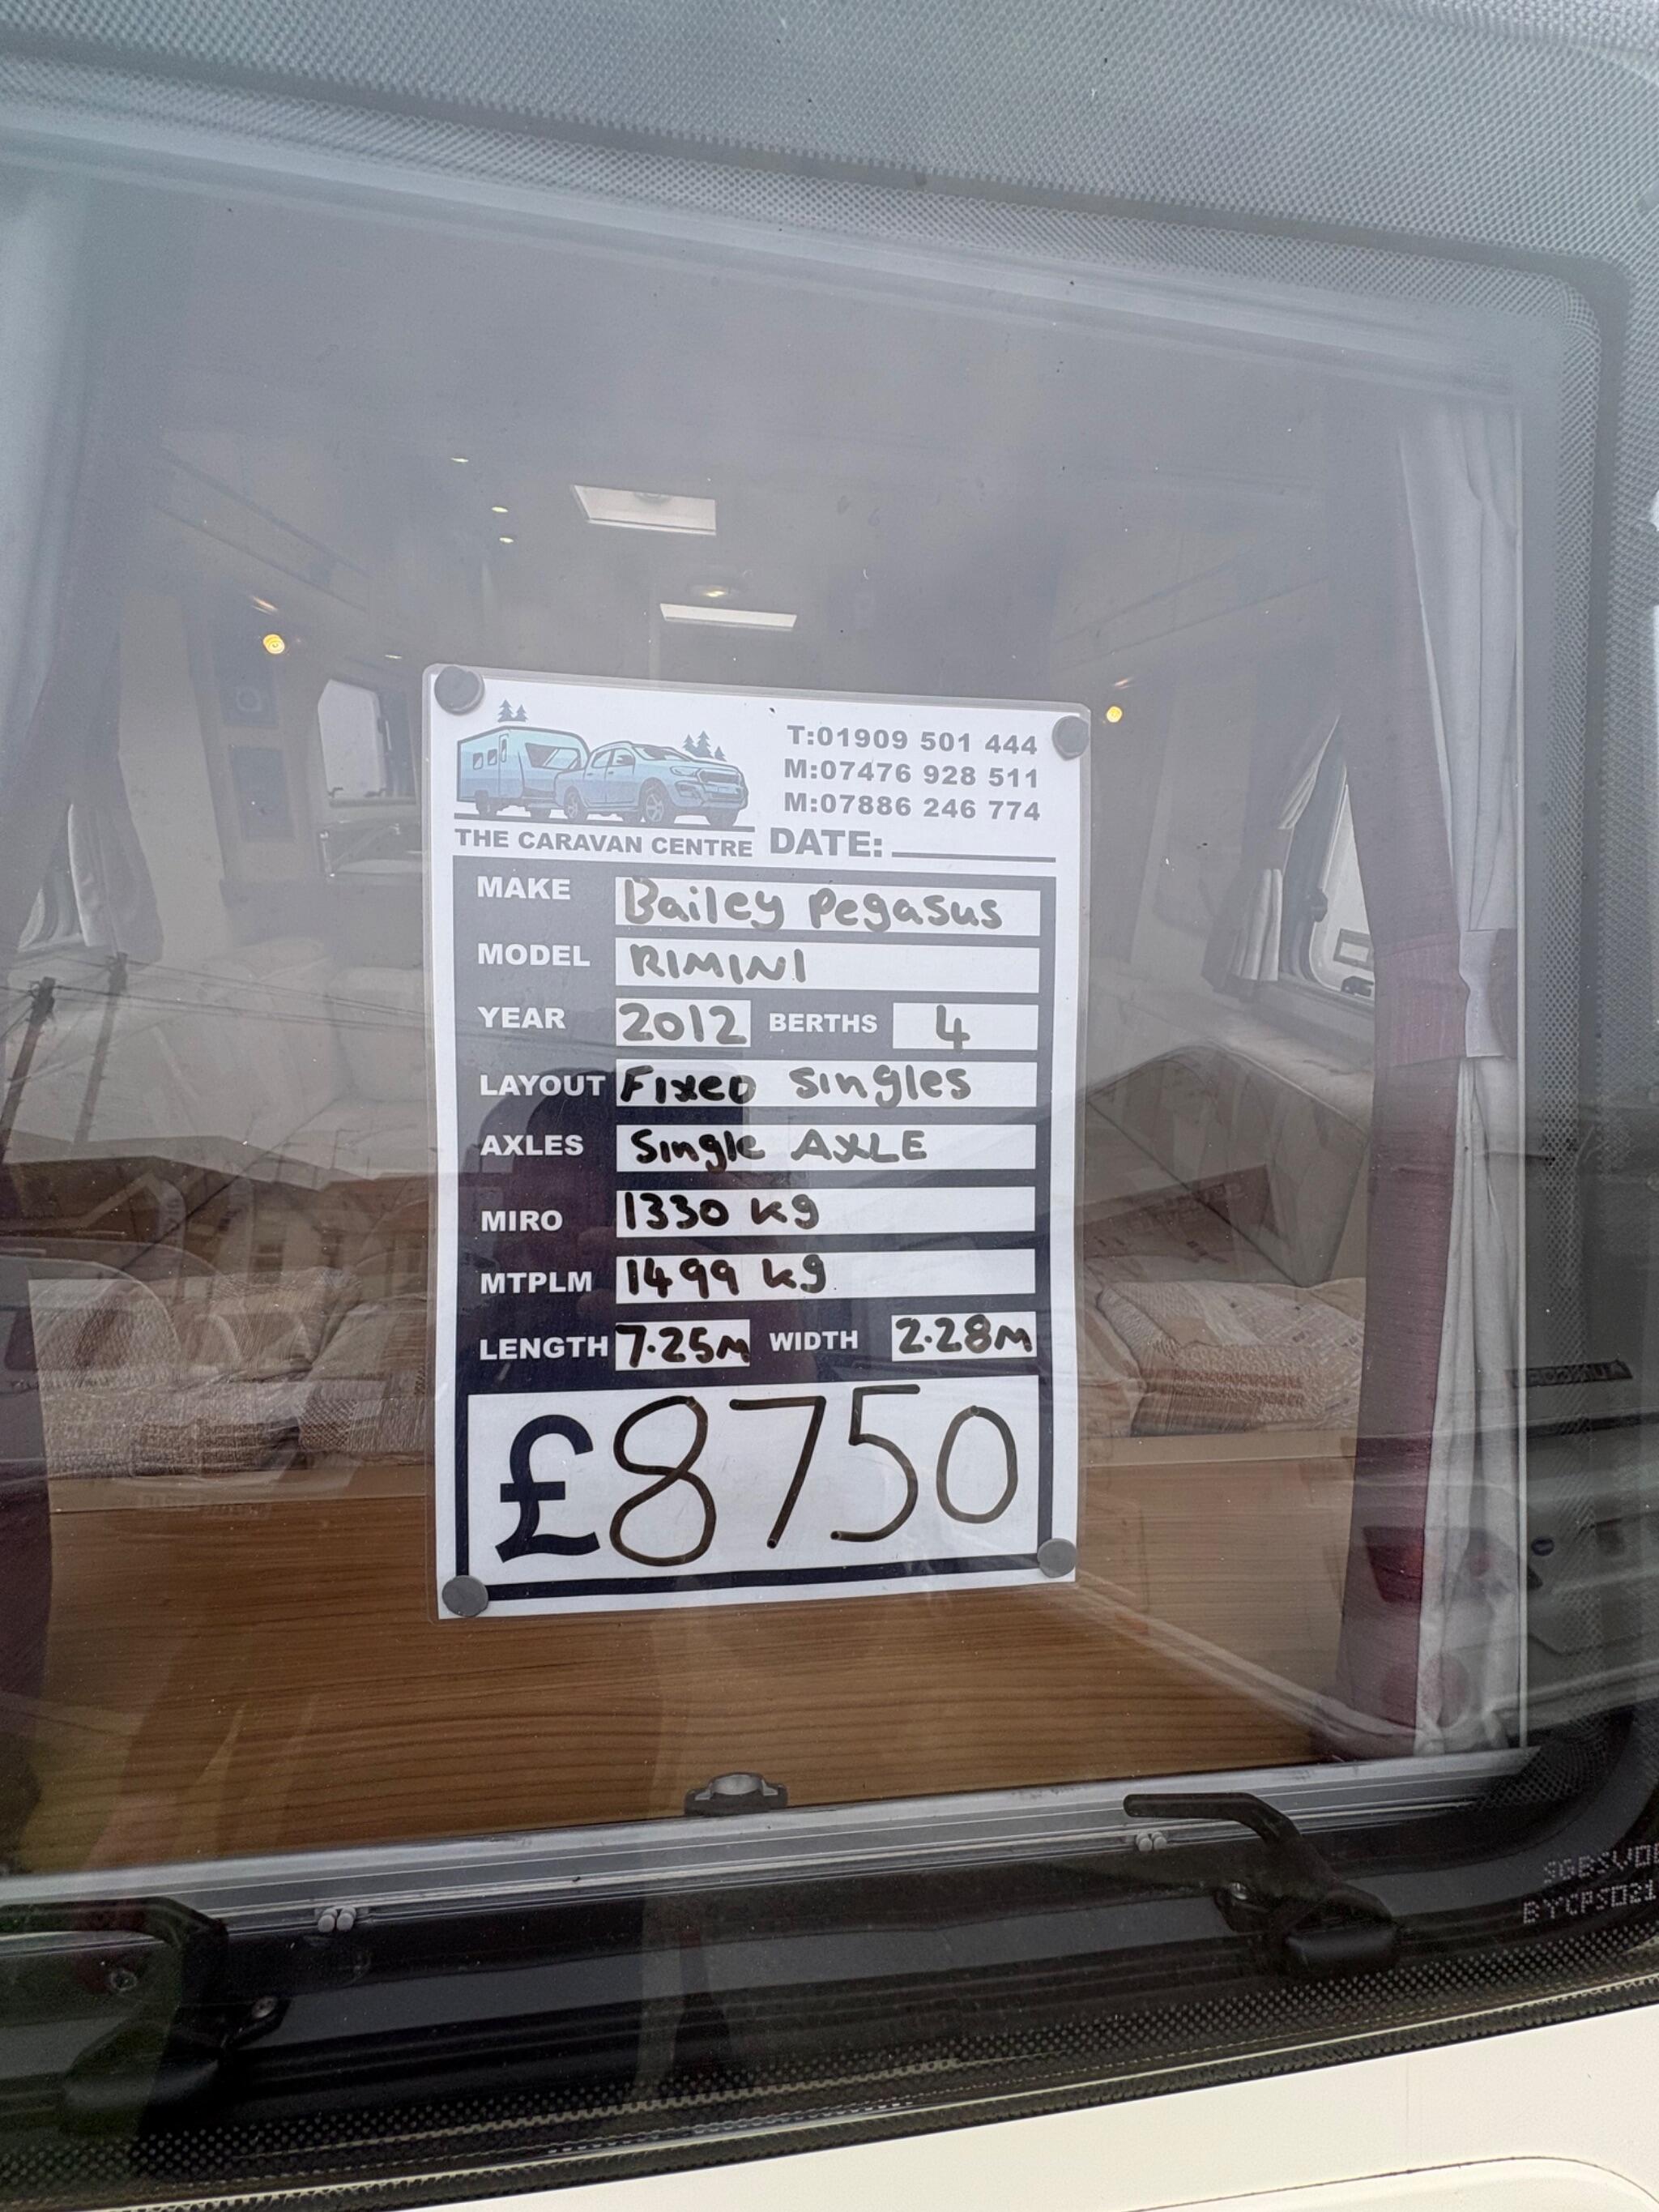 T:01909 501 444
M:07476 928 511
M:07886 246 774
THE CARAVAN CENTRE DATE:
MAKE Bailey Pegasus
MODEL RIMINI
YEAR 2012 BERTHS 4
LAYOUT Fixed singles
AXLES Single AXLE
MIRO 1330 kg
MTPLM 1499 kg
LENGTH 7.25M WIDTH 2.28M
£8750